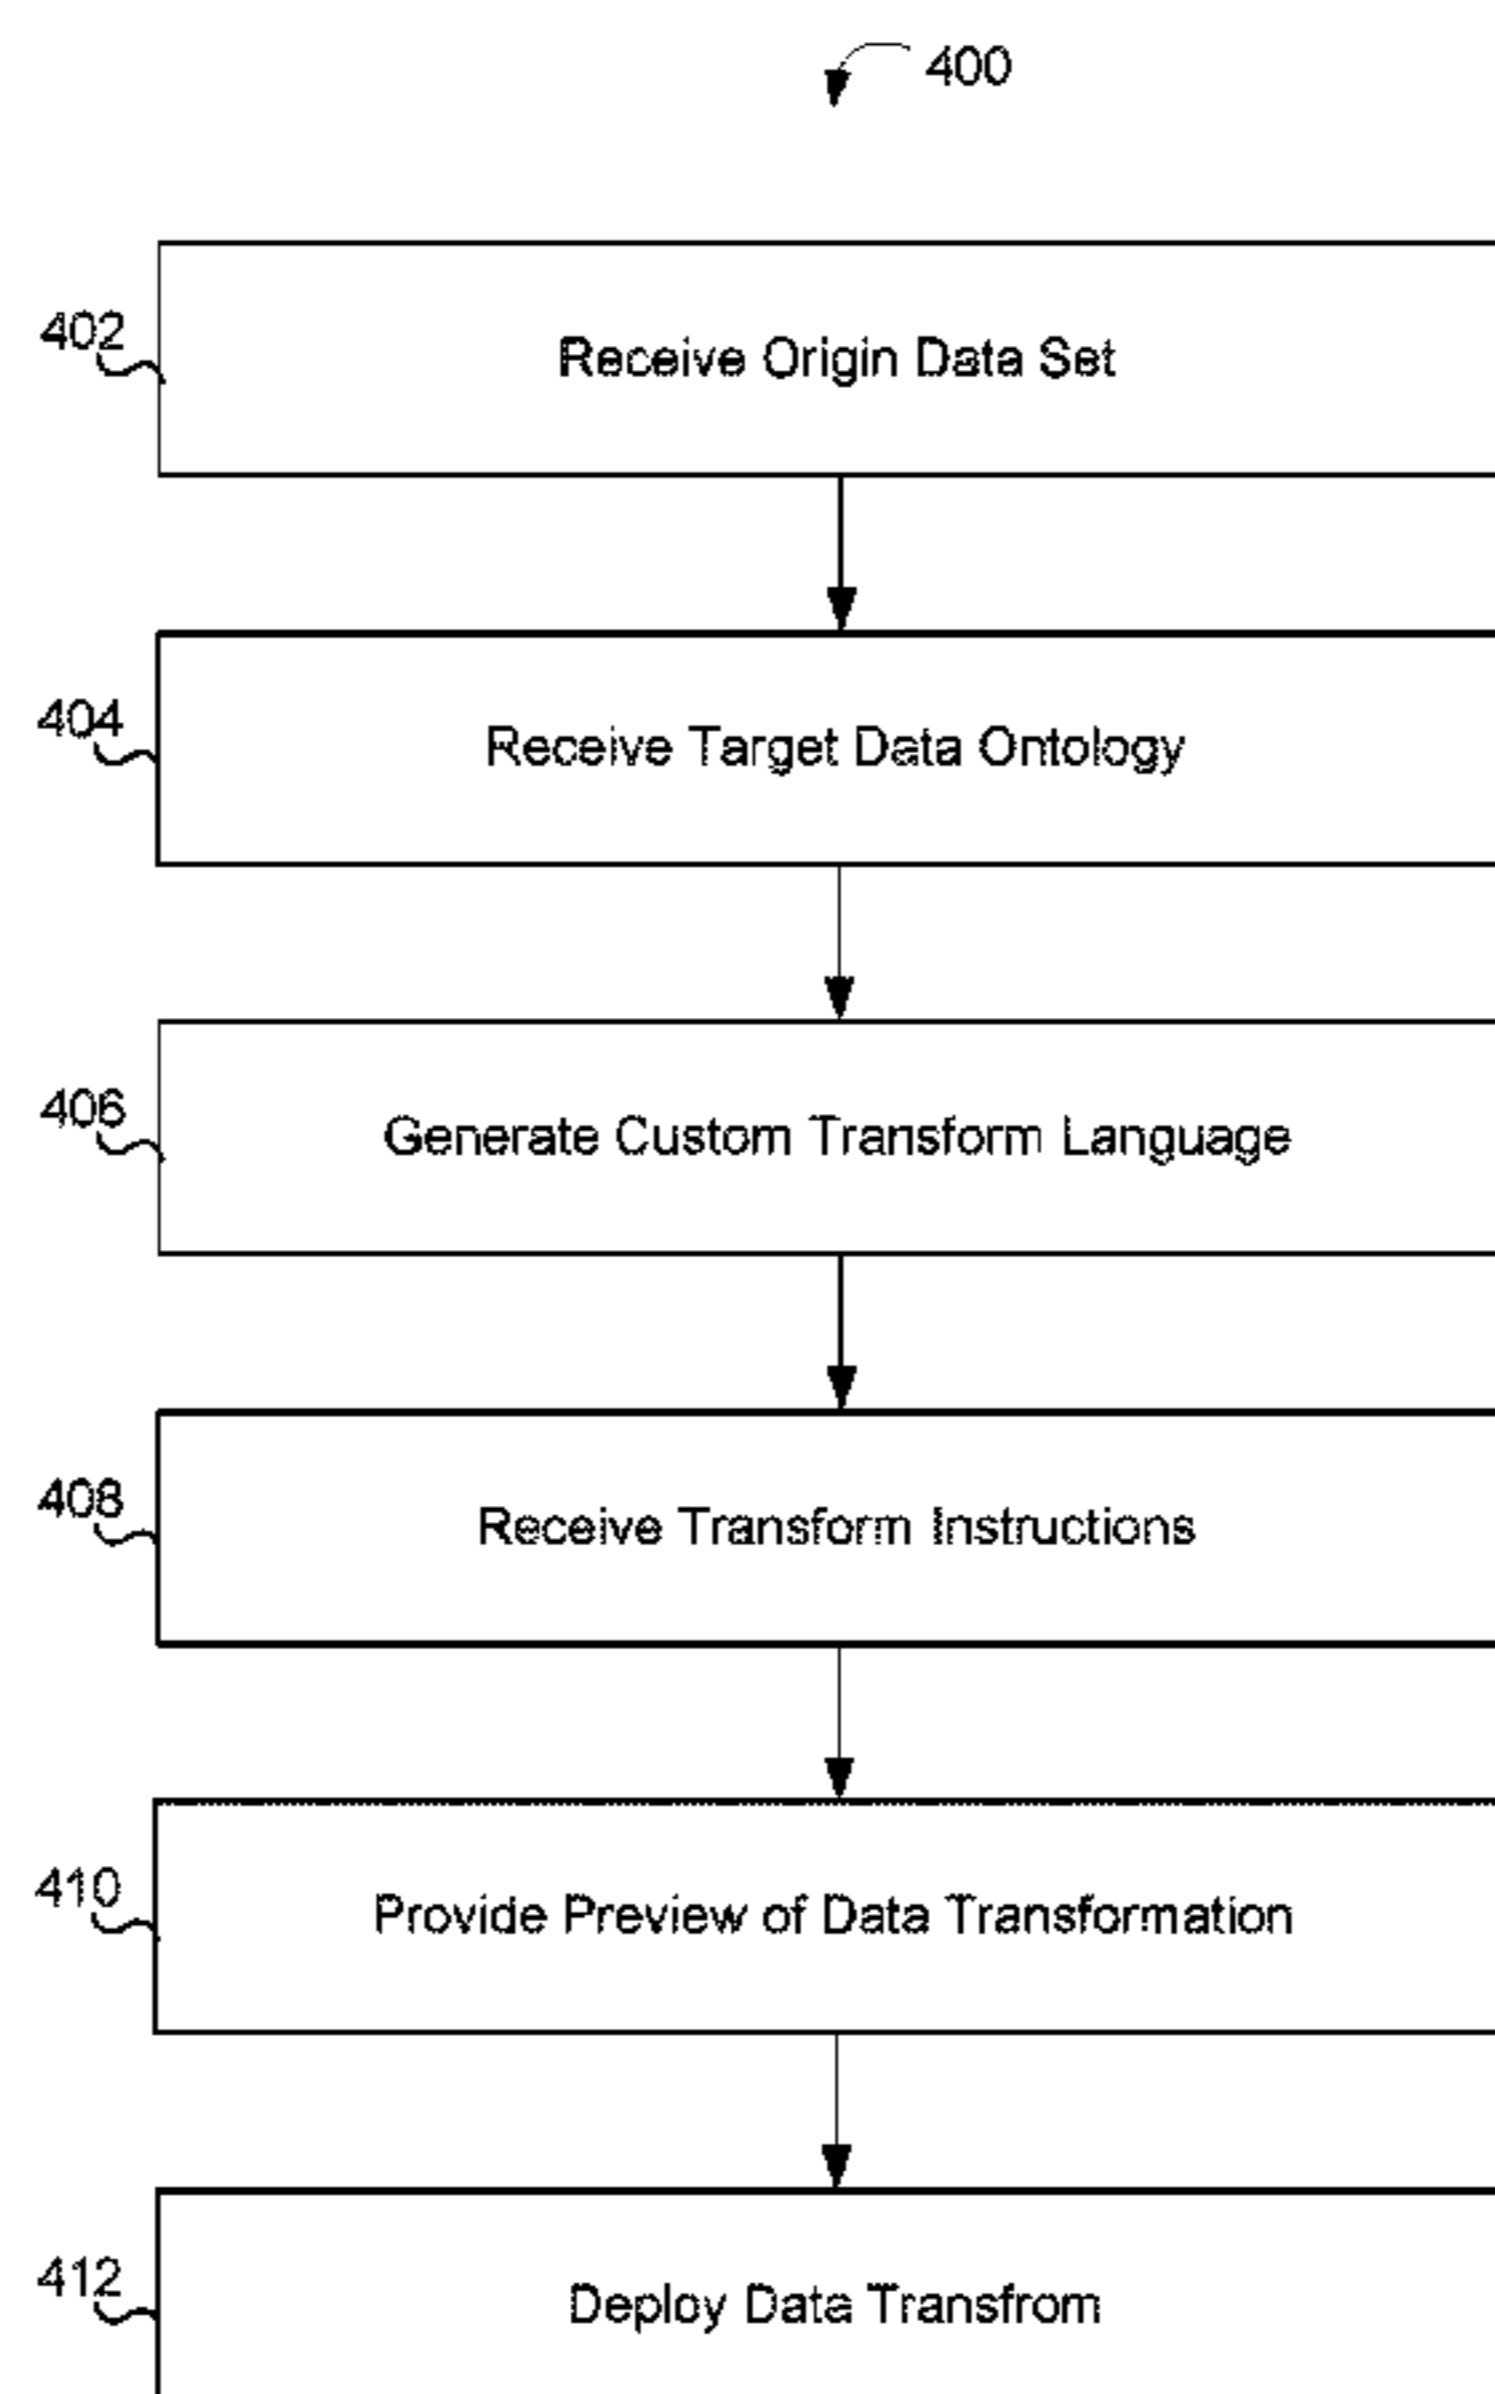 400
402
Receive Origin Data Set
404
Receive Target Data Ontology
406
Generate Custom Transform Language
408
Receive Transform Instructions
410
Provide Preview of Data Transformation
412
Deploy Data Transfrom